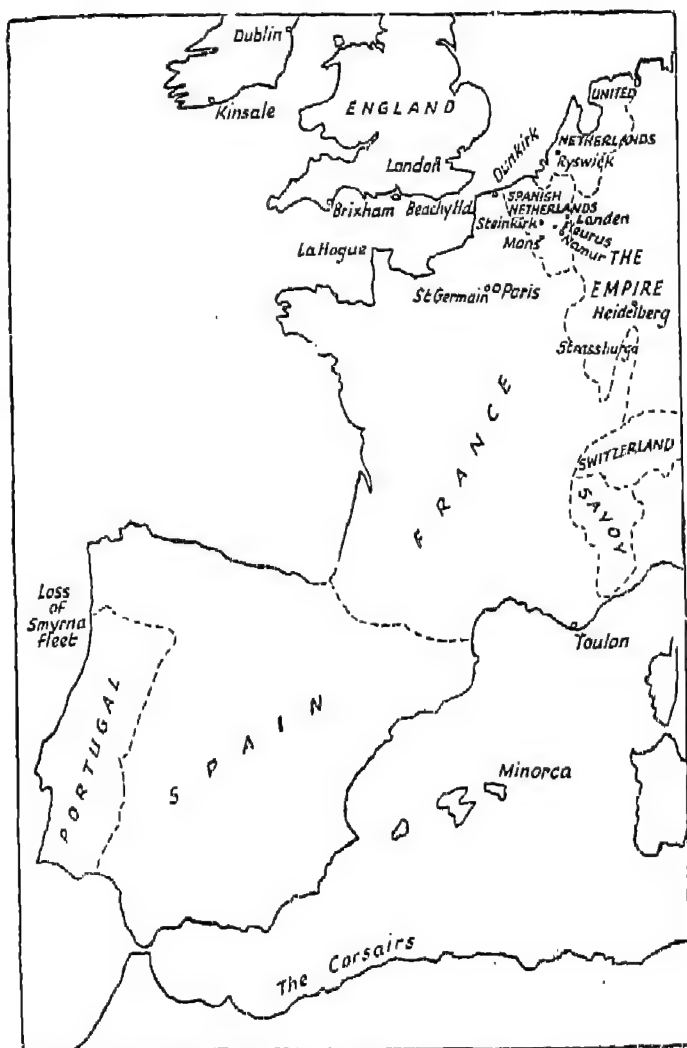 Dublin
Kinsale
ENGLAND
London
Brixham
Beachy Hd.
Dunkirk
UNITED
NETHERLANDS
Ryswick
SPANISH
NETHERLANDS
Steinkirk
Landen
Fleurus
Namur
Mons
THE
EMPIRE
La Hogue
St Germain
Paris
Heidelberg
Strassburg
FRANCE
SWITZERLAND
SAVOY
Loss
of
Smyrna
fleet
Toulon
PORTUGAL
SPAIN
Minorca
The Corsairs